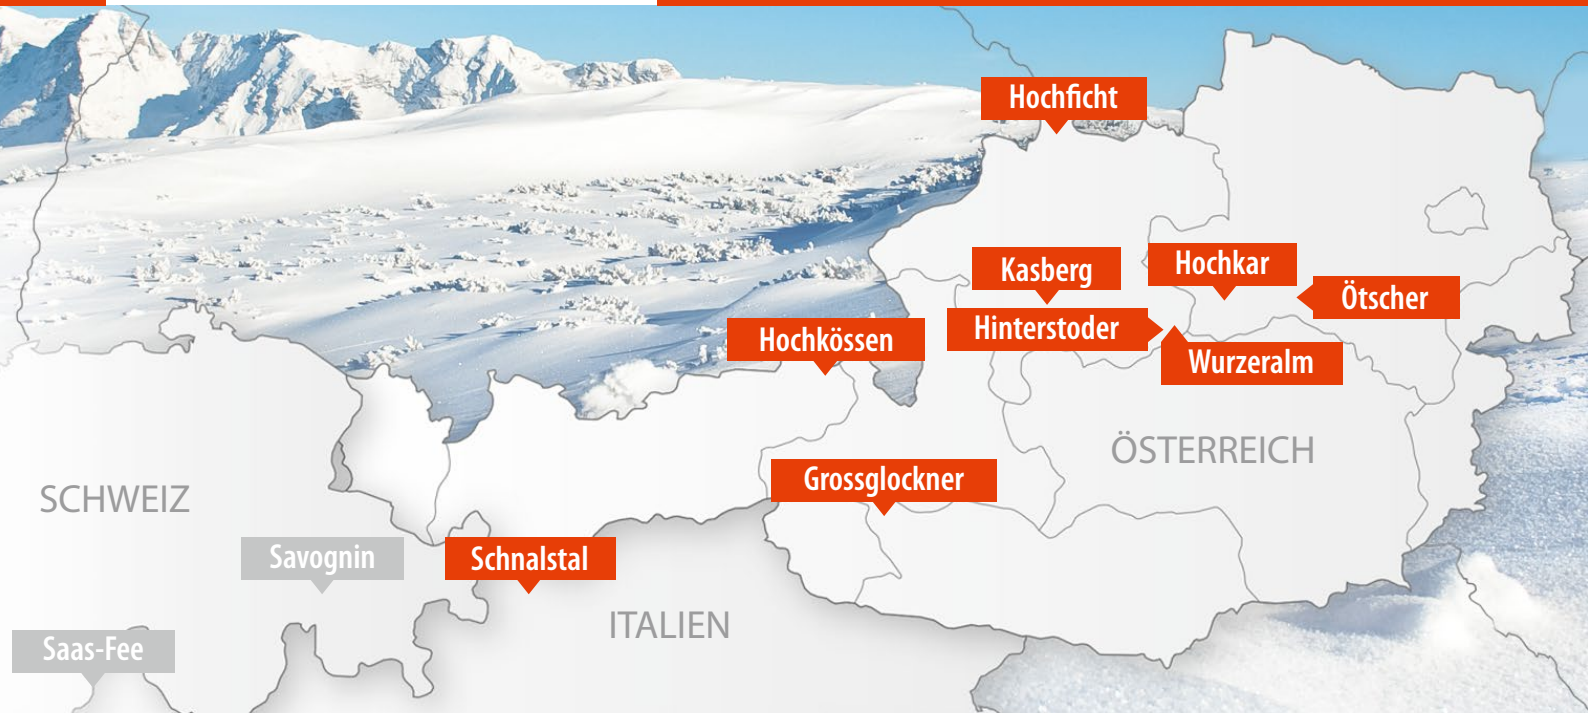 Hochficht
Kasberg
Hochkar
Ötscher
Hinterstoder
Hochkössen
Wurzeralm
ÖSTERREICH
Grossglockner
SCHWEIZ
Savognin
Schnalstal
ITALIEN
Saas-Fee